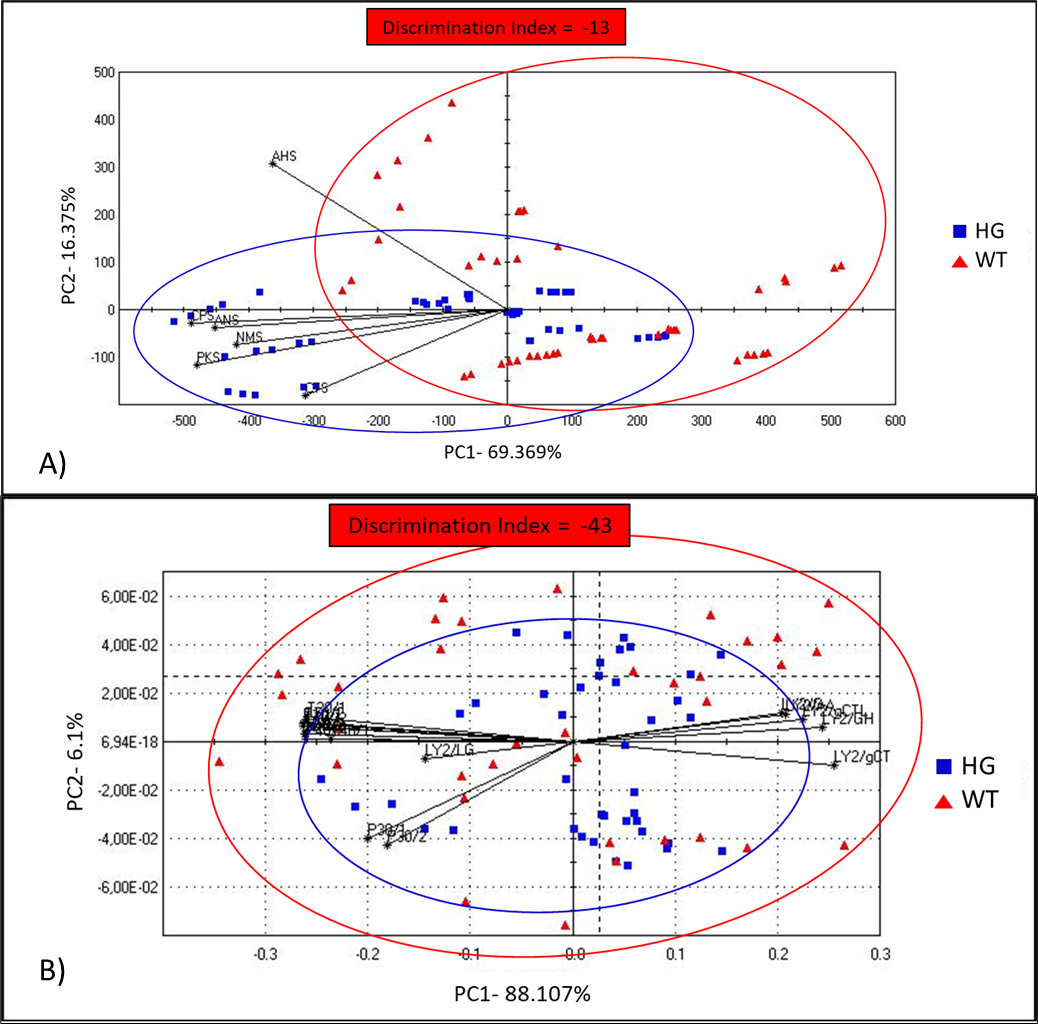 Discrimination Index = -13
500
400
AHS
300
200
100
0
-100
PC2- 16.375%
HG
WT
CPS
ANS
NMS
PKS
-500 -400 -300 -200 -100 0 100 200 300 400 500 600
PC1- 69.369%
A)
Discrimination Index = -43
6,00E-02
4,00E-02
2,00E-02
6,94E-18
-2,00E-02
-4,00E-02
-6,00E-02
PC2- 6.1%
T30/1
LY2/GH
LY2/LG
LY2/gCT
P30/1
P30/2
HG
WT
-0.3 -0.2 -0.1 -0.0 0.1 0.2 0.3
PC1- 88.107%
B)